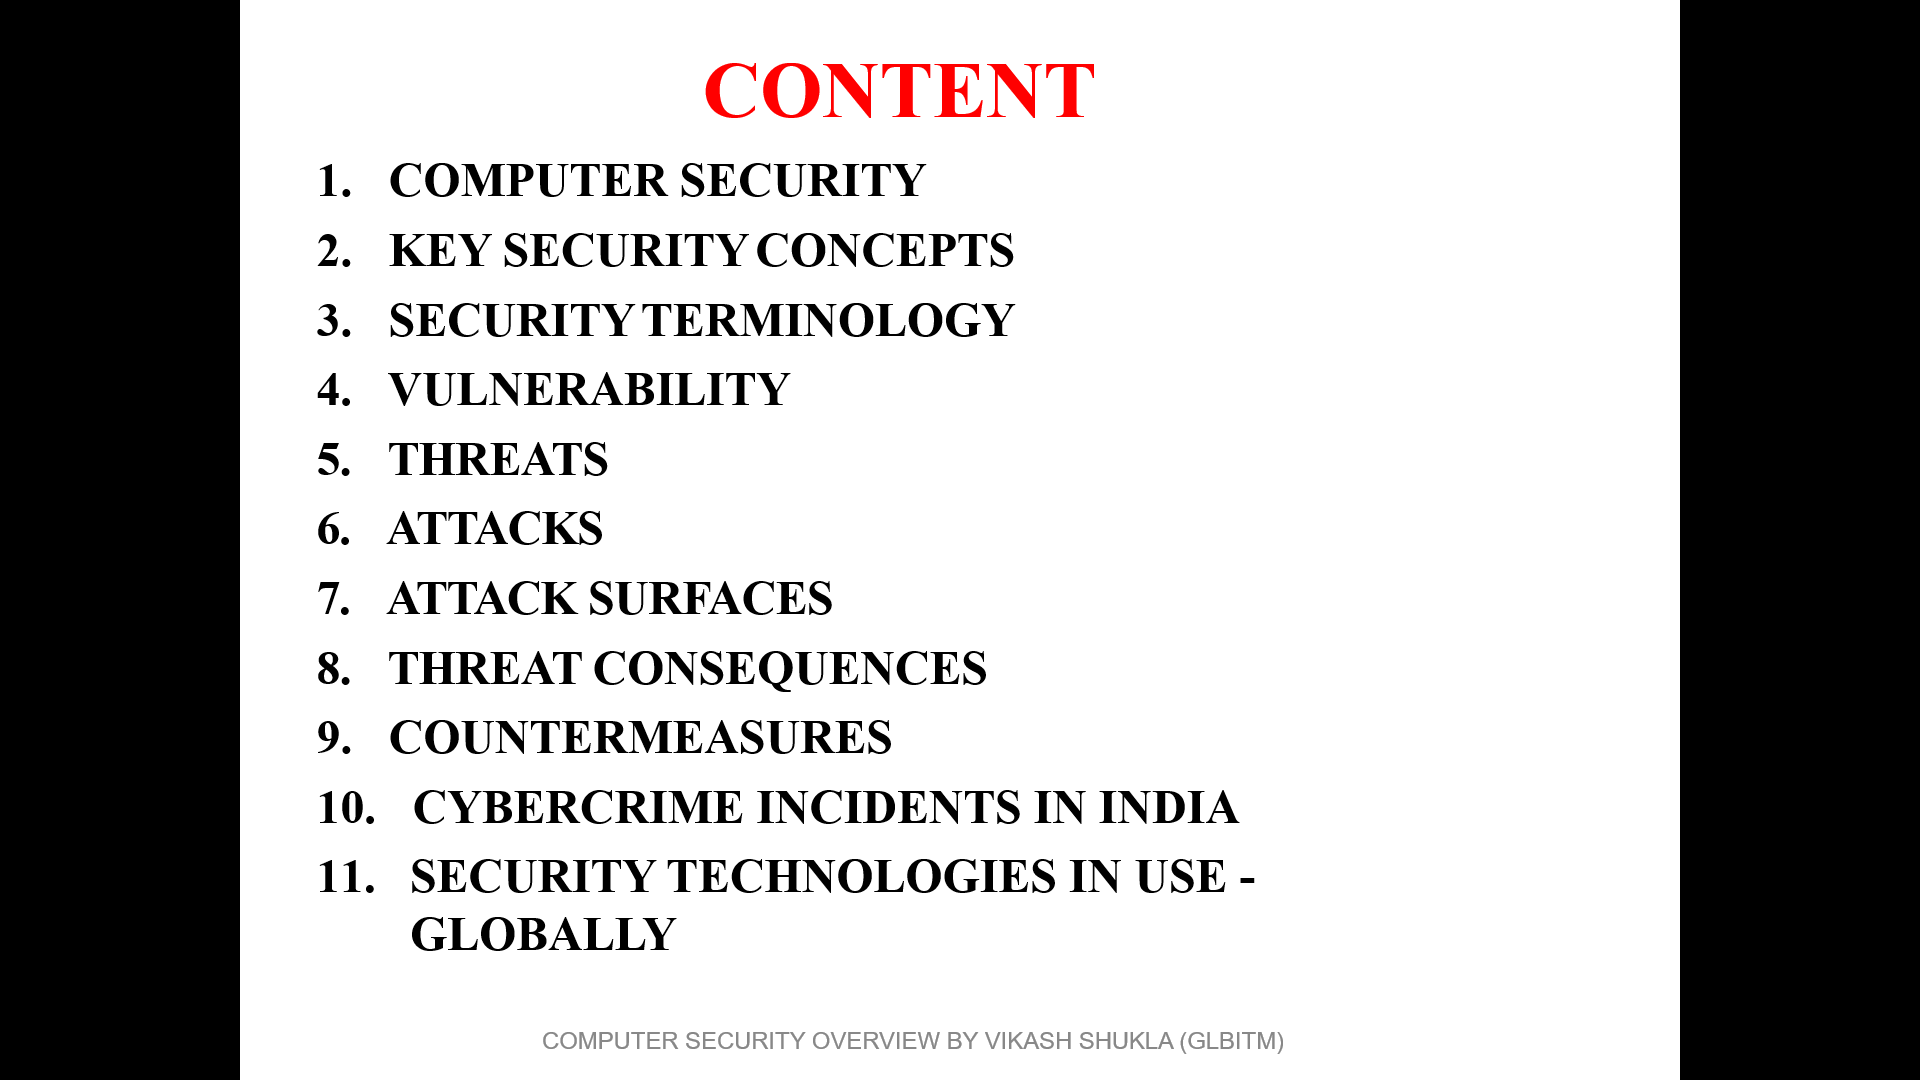 CONTENT
1. COMPUTER SECURITY
2. KEY SECURITY CONCEPTS
3. SECURITY TERMINOLOGY
4. VULNERABILITY
5. THREATS
6. ATTACKS
7. ATTACK SURFACES
8. THREAT CONSEQUENCES
9. COUNTERMEASURES
10. CYBERCRIME INCIDENTS IN INDIA
11. SECURITY TECHNOLOGIES IN USE -
GLOBALLY
COMPUTER SECURITY OVERVIEW BY VIKASH SHUKLA (GLBITM)